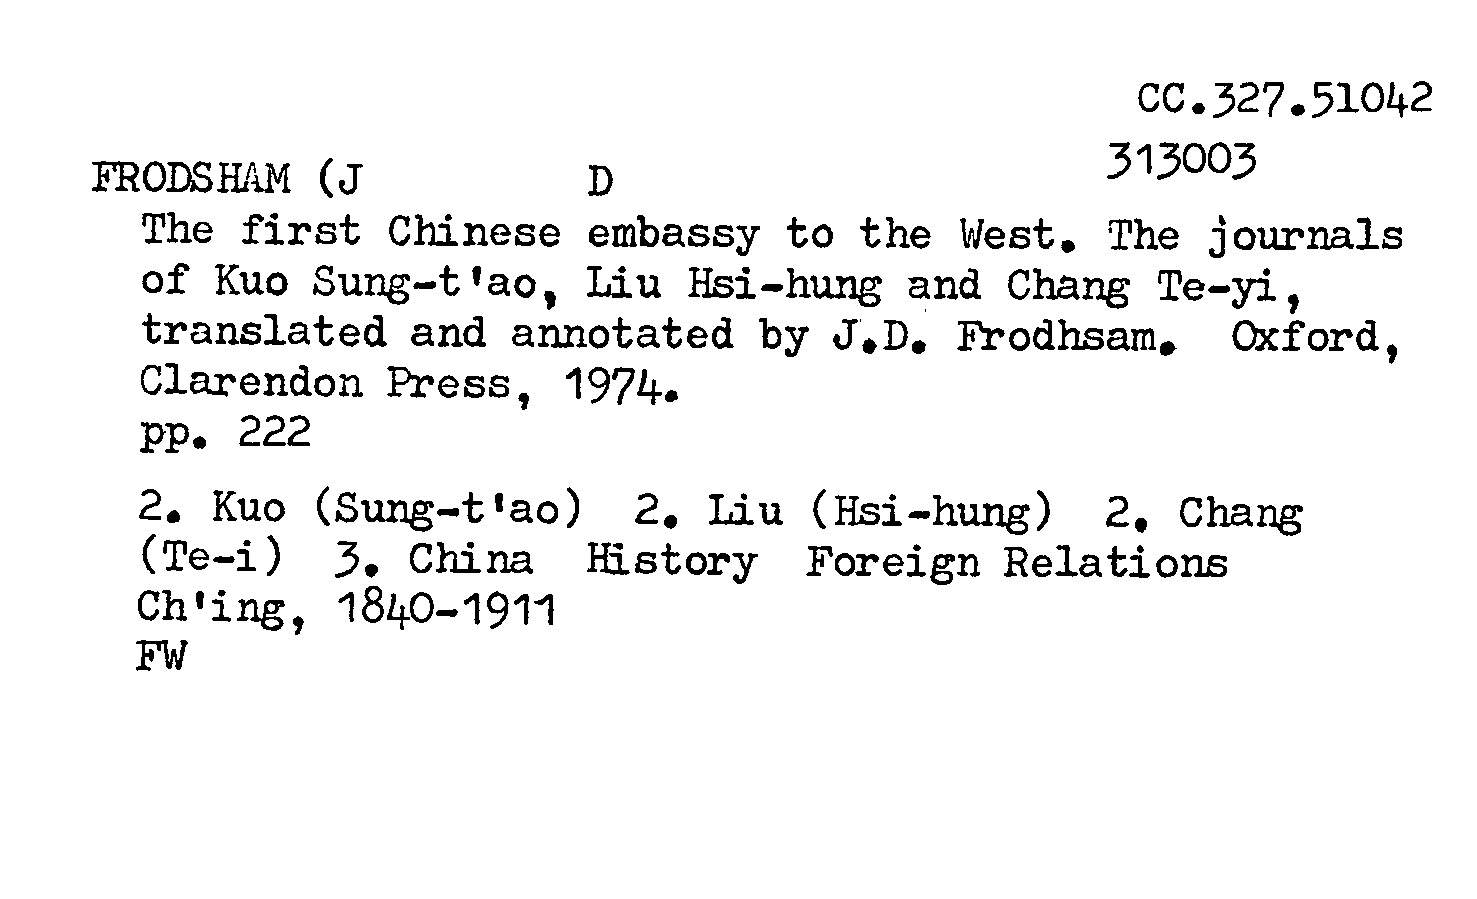 CC.327.51042
313003
FRODSHAM (J D
The first Chinese embassy to the West. The journals
of Kuo Sung-t'ao, Liu Hsi-hung and Chang Te-yi,
translated and annotated by J.D. Frodhsam. Oxford,
Clarendon Press, 1974.
pp. 222
2. Kuo (Sung-t'ao) 2. Liu (Hsi-hung) 2. Chang
(Te-i) 3. China History Foreign Relations
Ch'ing, 1840-1911
FW